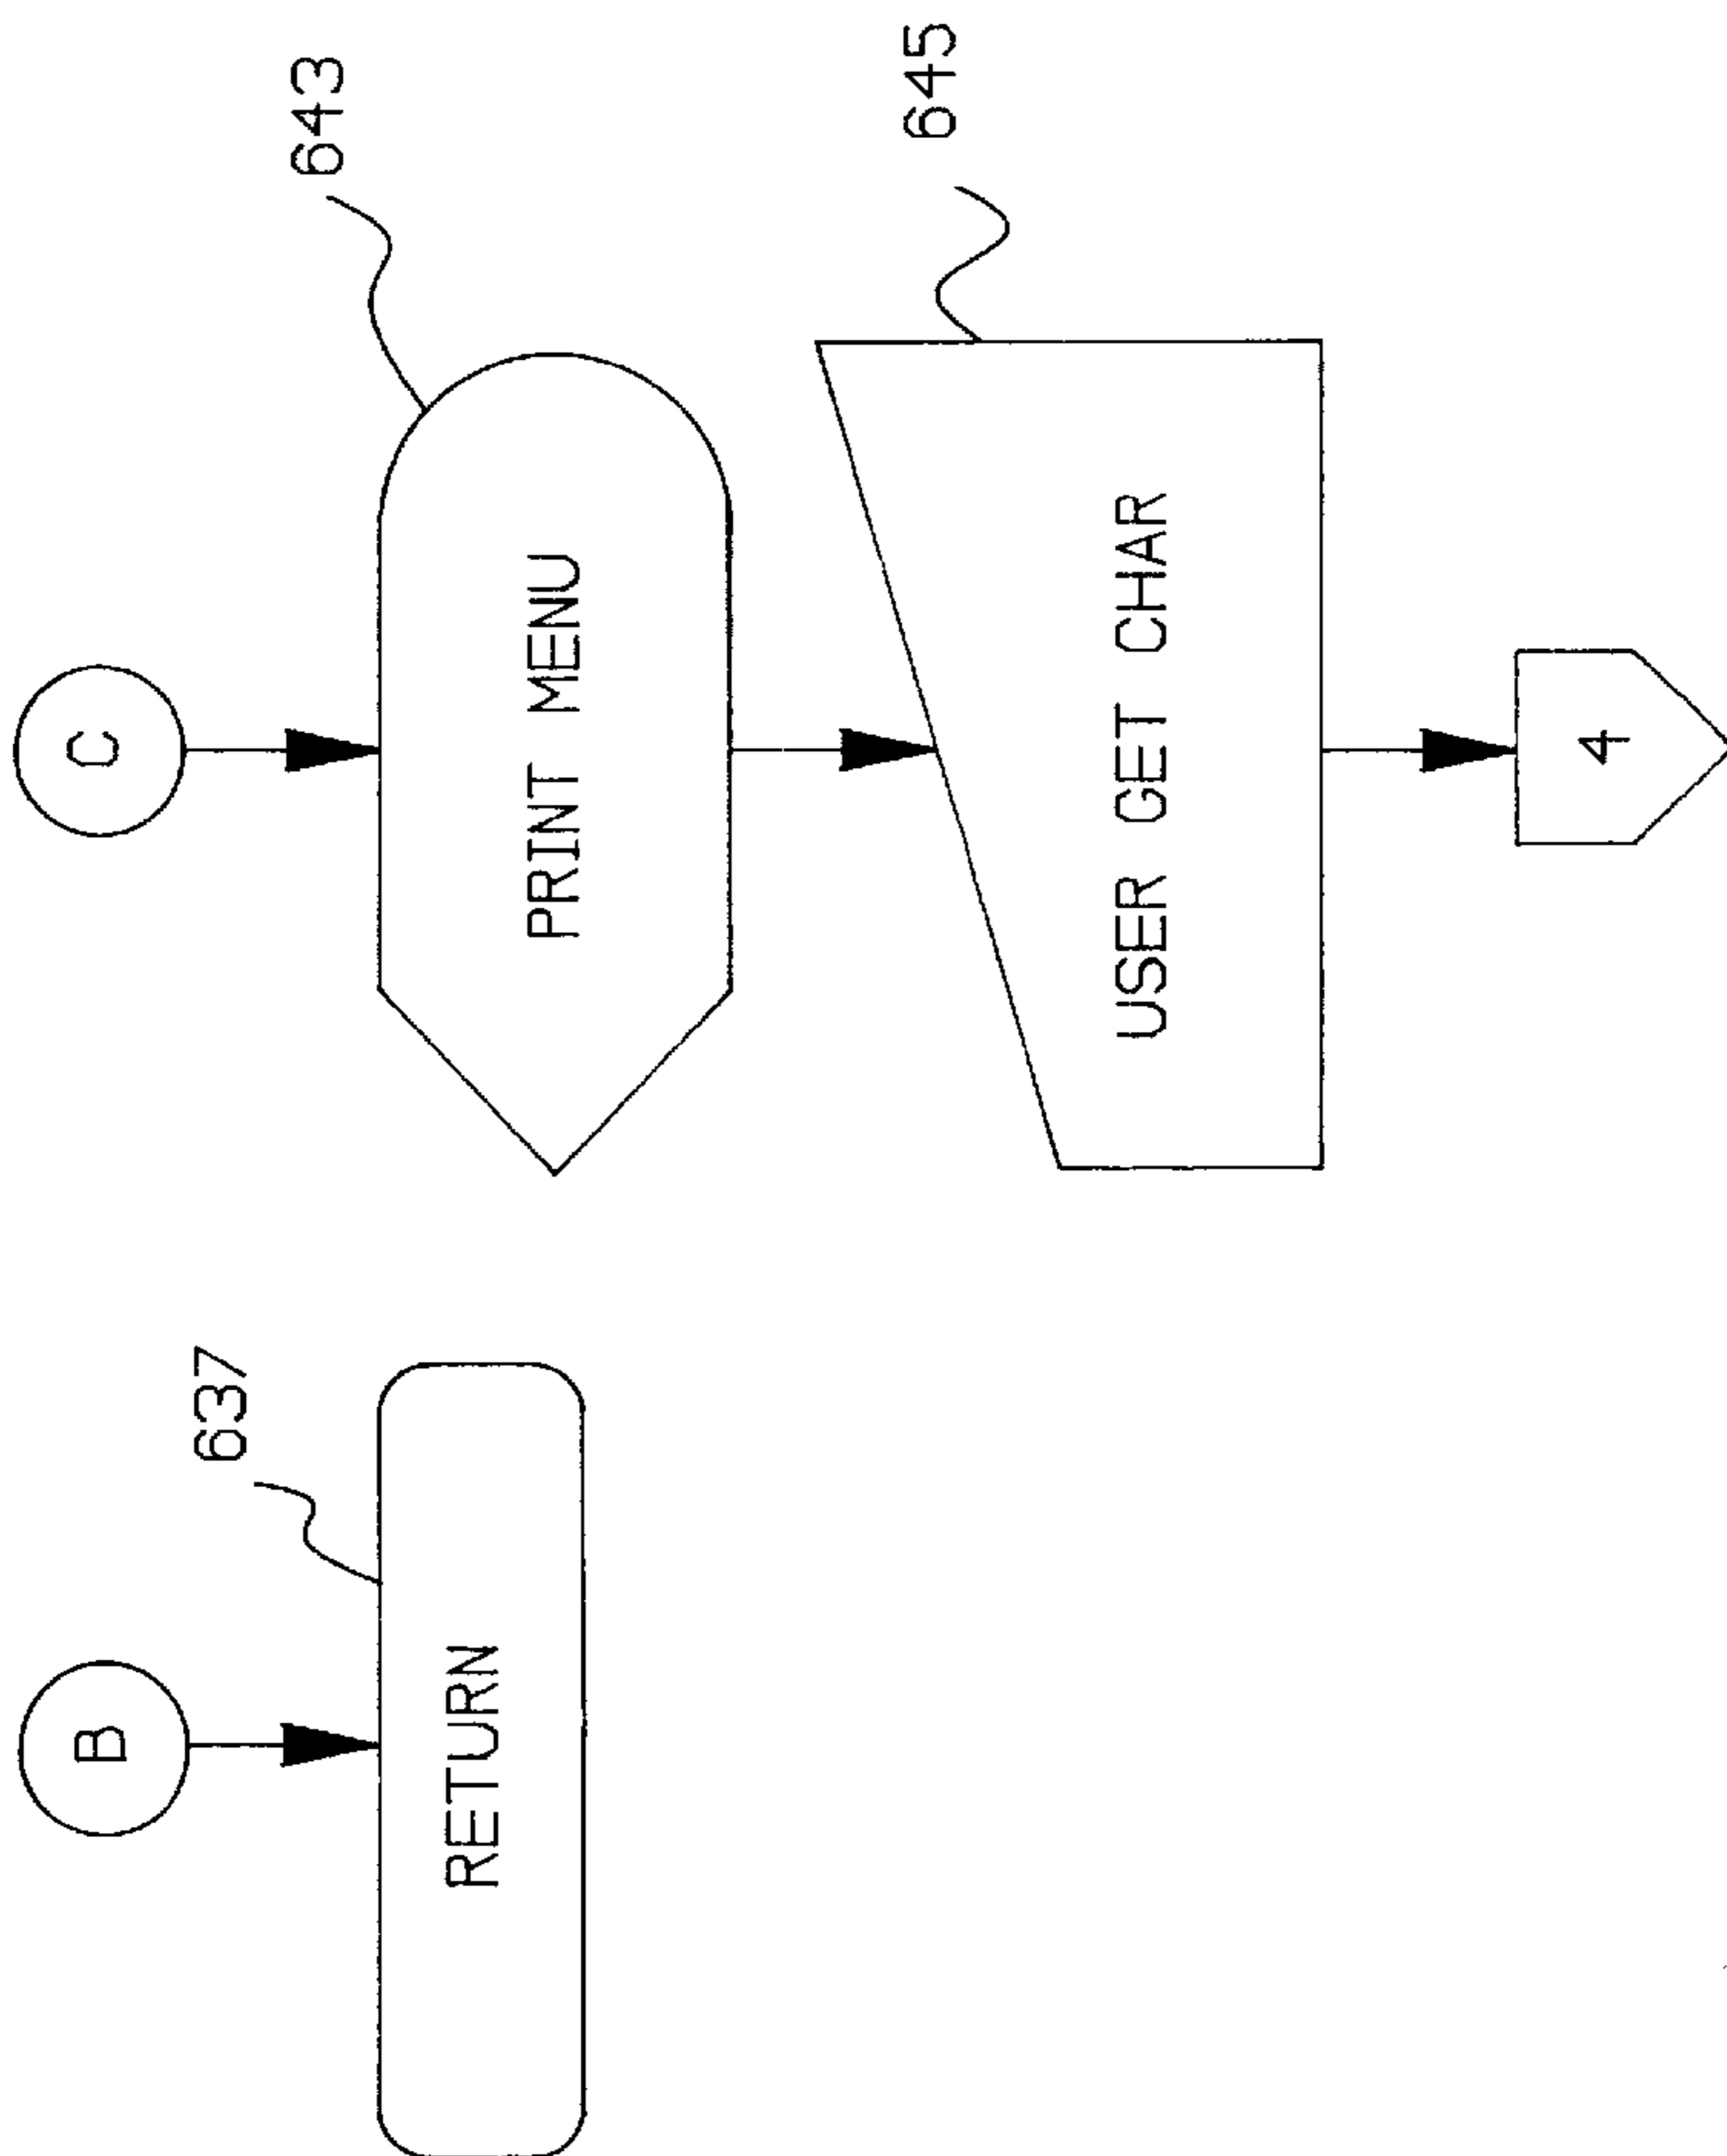 B
637
RETURN
C
643
PRINT MENU
645
USER GET CHAR
4